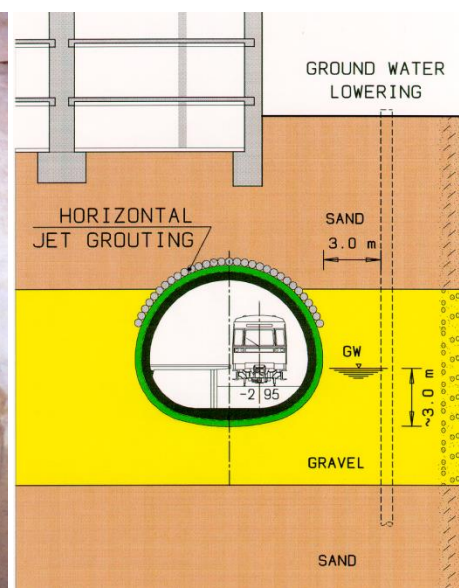 GROUND WATER
LOWERING
HORIZONTAL
JET GROUTING
SAND
3.0 m
GW
-2 95
~3.0 m
GRAVEL
SAND